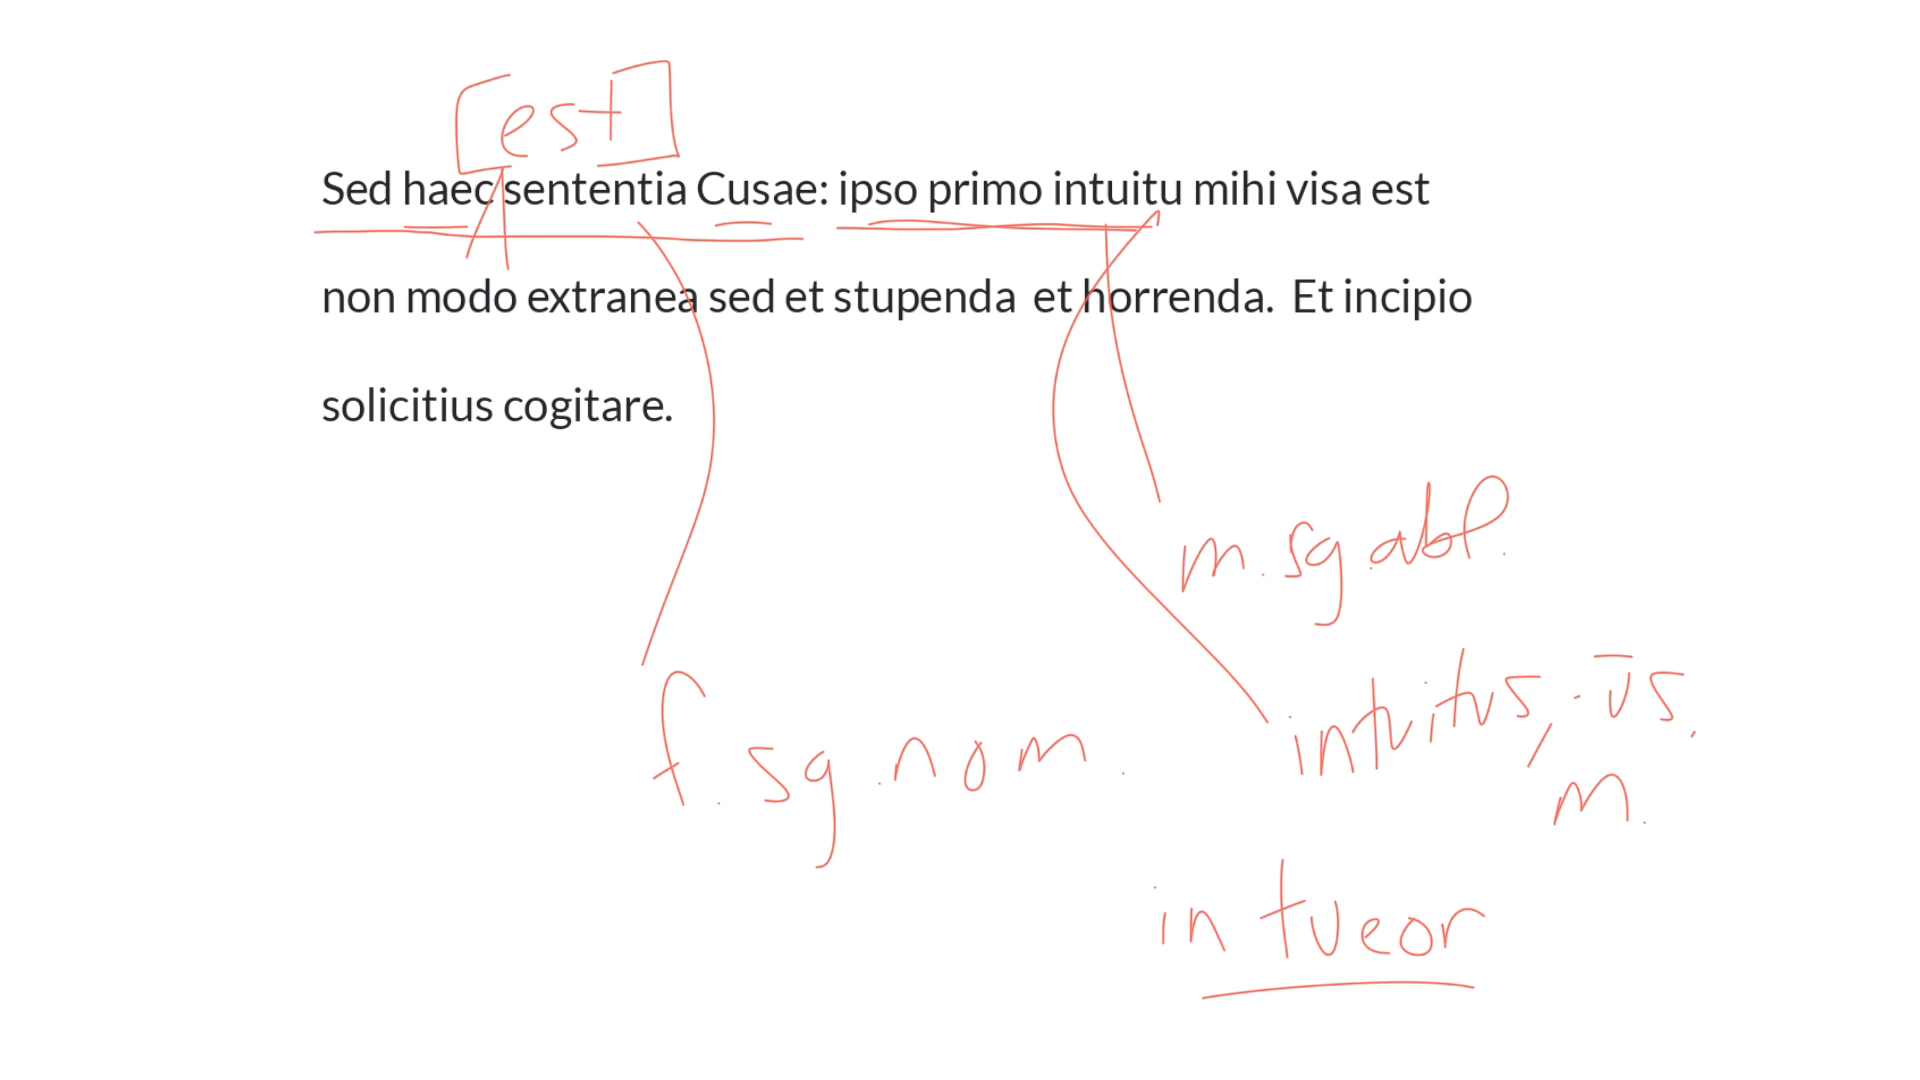 [est]
Sed haec sententia Cusae: ipso primo intuitu mihi visa est
non modo extranea sed et stupenda et horrenda. Et incipio
solicitius cogitare.
m. sg. abl.
f. sg. nom.
intuitus, -ūs.
m.
intueor